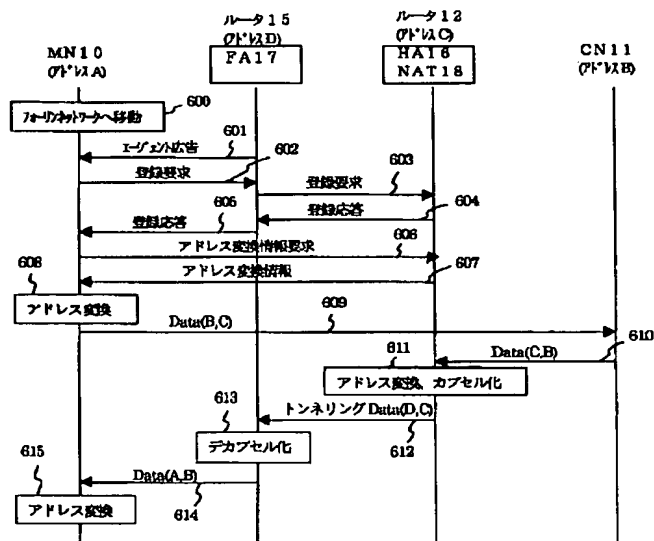 ルータ15
(アドレスD)
FA17
ルータ12
(アドレスC)
HA16
NAT18
MN10
(アドレスA)
CN11
(アドレスB)
フォーリンネットワークへ移動
600
エージェント広告
601
602
登録要求
登録要求
603
登録応答
604
登録応答
605
アドレス変換情報要求
606
アドレス変換情報
607
608
アドレス変換
Data(B,C)
609
Data(C,B)
610
611
アドレス変換、カプセル化
トンネリングData(D,C)
612
613
デカプセル化
Data(A,B)
614
615
アドレス変換